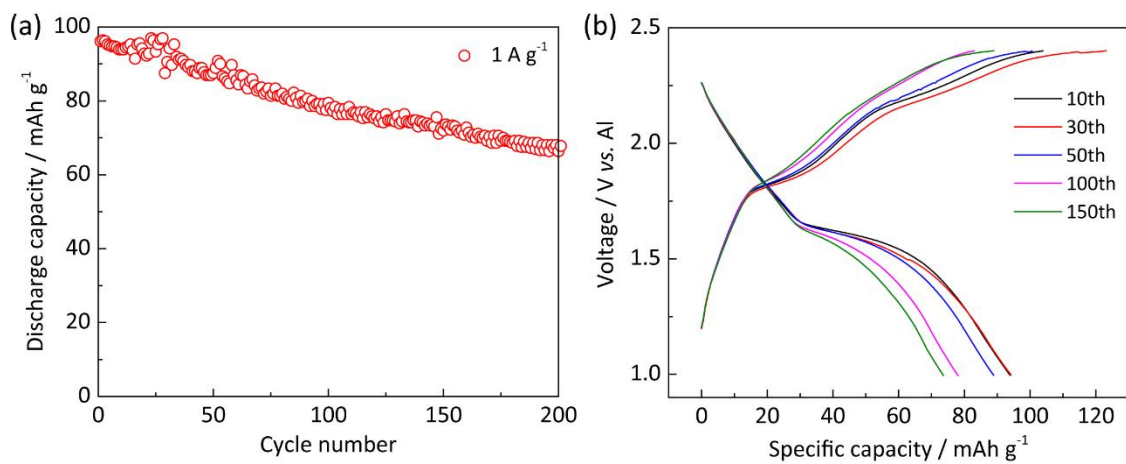 (a)
100
80
60
40
20
0
Discharge capacity / mAh g⁻¹
1 A g⁻¹
0
50
100
150
200
Cycle number
(b)
2.5
2.0
1.5
1.0
Voltage / V vs. Al
10th
30th
50th
100th
150th
0
20
40
60
80
100
120
Specific capacity / mAh g⁻¹